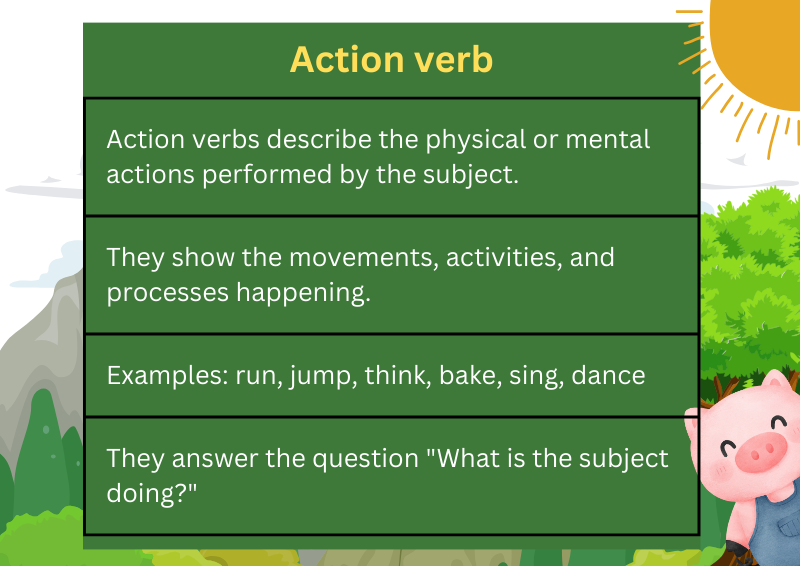 Action verb
Action verbs describe the physical or mental
actions performed by the subject.
They show the movements, activities, and
processes happening.
Examples: run, jump, think, bake, sing, dance
They answer the question "What is the subject
doing?"